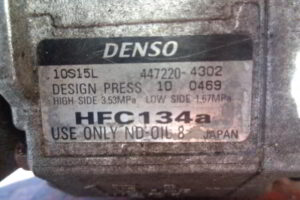 DENSO
10S15L 447220-4302
DESIGN PRESS 10 0469
HIGH SIDE 3.53MPa LOW SIDE 1.67MPa
HFC134a
USE ONLY ND-OIL 8 JAPAN